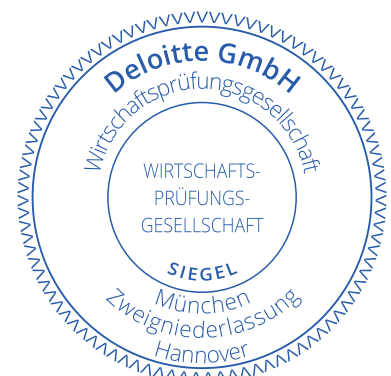 Deloitte GmbH
Wirtschaftsprüfungsgesellschaft
WIRTSCHAFTS-
PRÜFUNGS-
GESELLSCHAFT
SIEGEL
München
Zweigniederlassung
Hannover